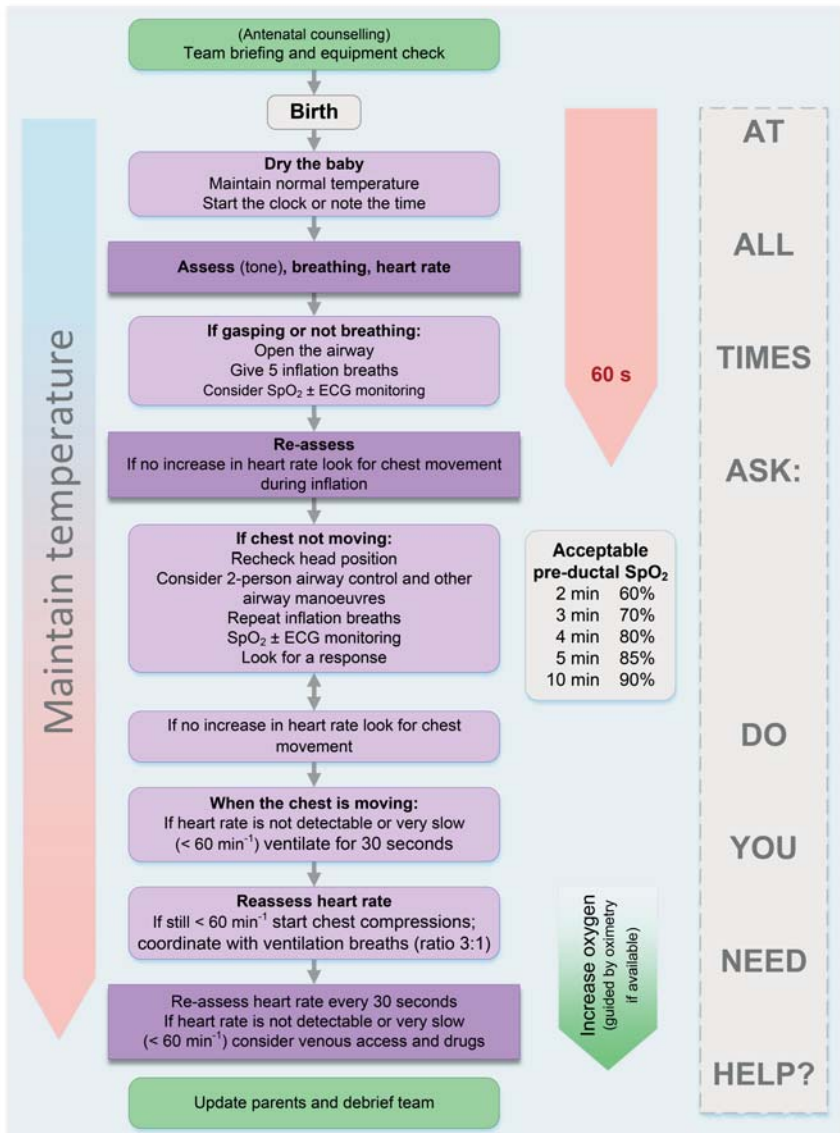 (Antenatal counselling)
Team briefing and equipment check
Birth
Dry the baby
Maintain normal temperature
Start the clock or note the time
Assess (tone), breathing, heart rate
If gasping or not breathing:
Open the airway
Give 5 inflation breaths
Consider SpO₂ ± ECG monitoring
Re-assess
If no increase in heart rate look for chest movement
during inflation
If chest not moving:
Recheck head position
Consider 2-person airway control and other
airway manoeuvres
Repeat inflation breaths
SpO₂ ± ECG monitoring
Look for a response
If no increase in heart rate look for chest
movement
When the chest is moving:
If heart rate is not detectable or very slow
(< 60 min⁻¹) ventilate for 30 seconds
Reassess heart rate
If still < 60 min⁻¹ start chest compressions;
coordinate with ventilation breaths (ratio 3:1)
Re-assess heart rate every 30 seconds
If heart rate is not detectable or very slow
(< 60 min⁻¹) consider venous access and drugs
Update parents and debrief team
Maintain temperature
60 s
Acceptable
pre-ductal SpO₂
2 min 60%
3 min 70%
4 min 80%
5 min 85%
10 min 90%
Increase oxygen
(guided by oximetry
if available)
AT
ALL
TIMES
ASK:
DO
YOU
NEED
HELP?